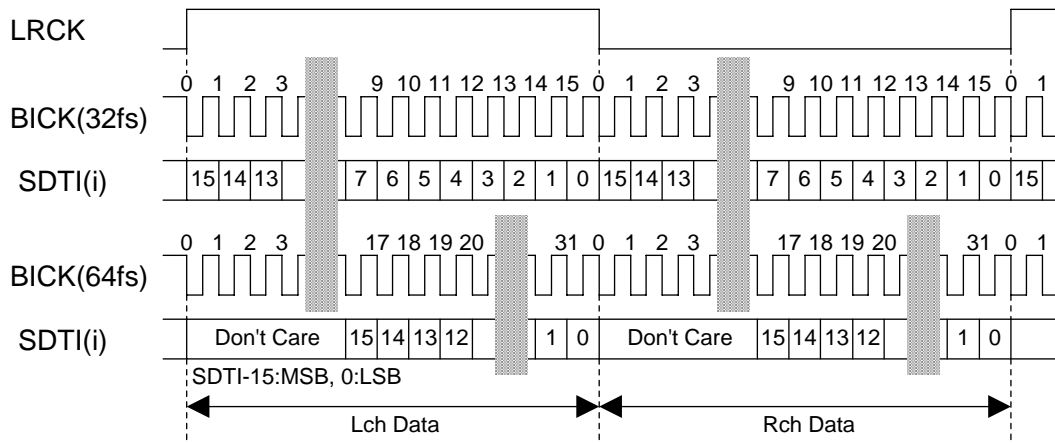 LRCK
0 1 2 3 9 10 11 12 13 14 15 0 1 2 3 9 10 11 12 13 14 15 0 1
BICK(32fs)
SDTI(i) 15 14 13 7 6 5 4 3 2 1 0 15 14 13 7 6 5 4 3 2 1 0 15
0 1 2 3 17 18 19 20 31 0 1 2 3 17 18 19 20 31 0 1
BICK(64fs)
SDTI(i) Don't Care 15 14 13 12 1 0 Don't Care 15 14 13 12 1 0
SDTI-15:MSB, 0:LSB
Lch Data Rch Data